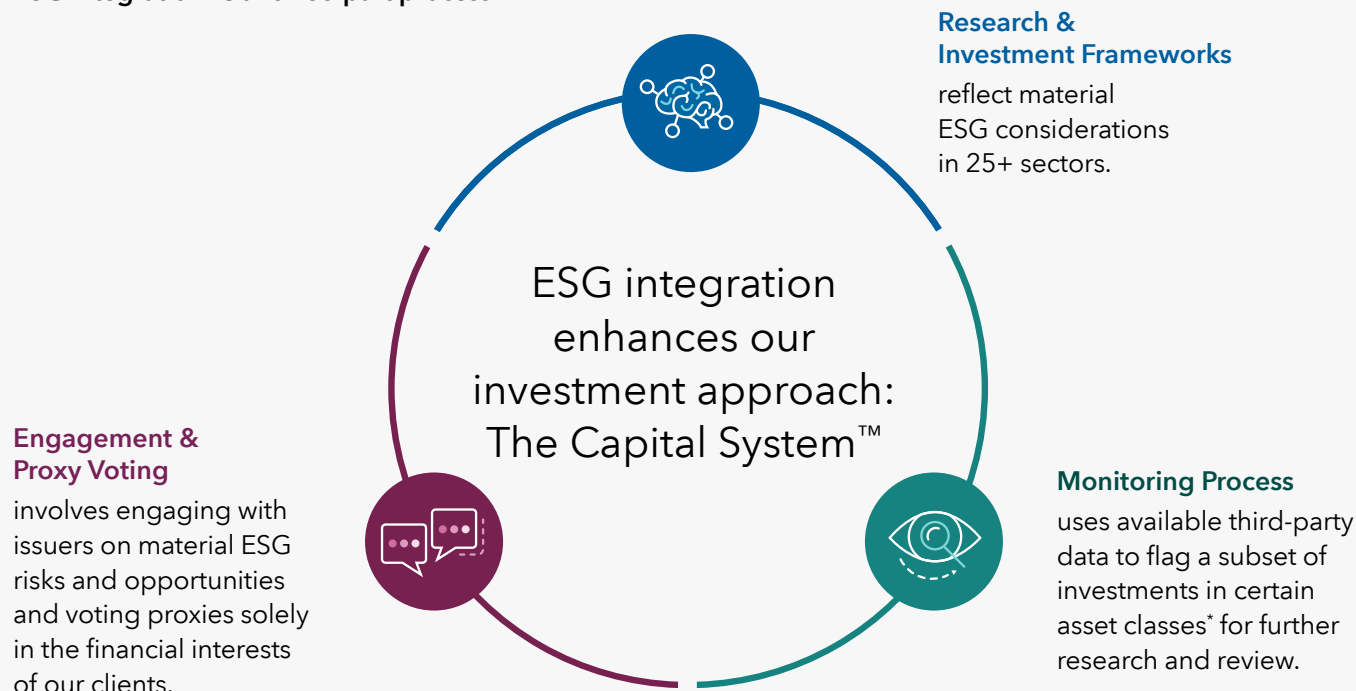 Research &
Investment Frameworks
reflect material
ESG considerations
in 25+ sectors.
ESG integration
enhances our
investment approach:
The Capital System™
Engagement &
Proxy Voting
involves engaging with
issuers on material ESG
risks and opportunities
and voting proxies solely
in the financial interests
of our clients.
Monitoring Process
uses available third-party
data to flag a subset of
investments in certain
asset classes* for further
research and review.